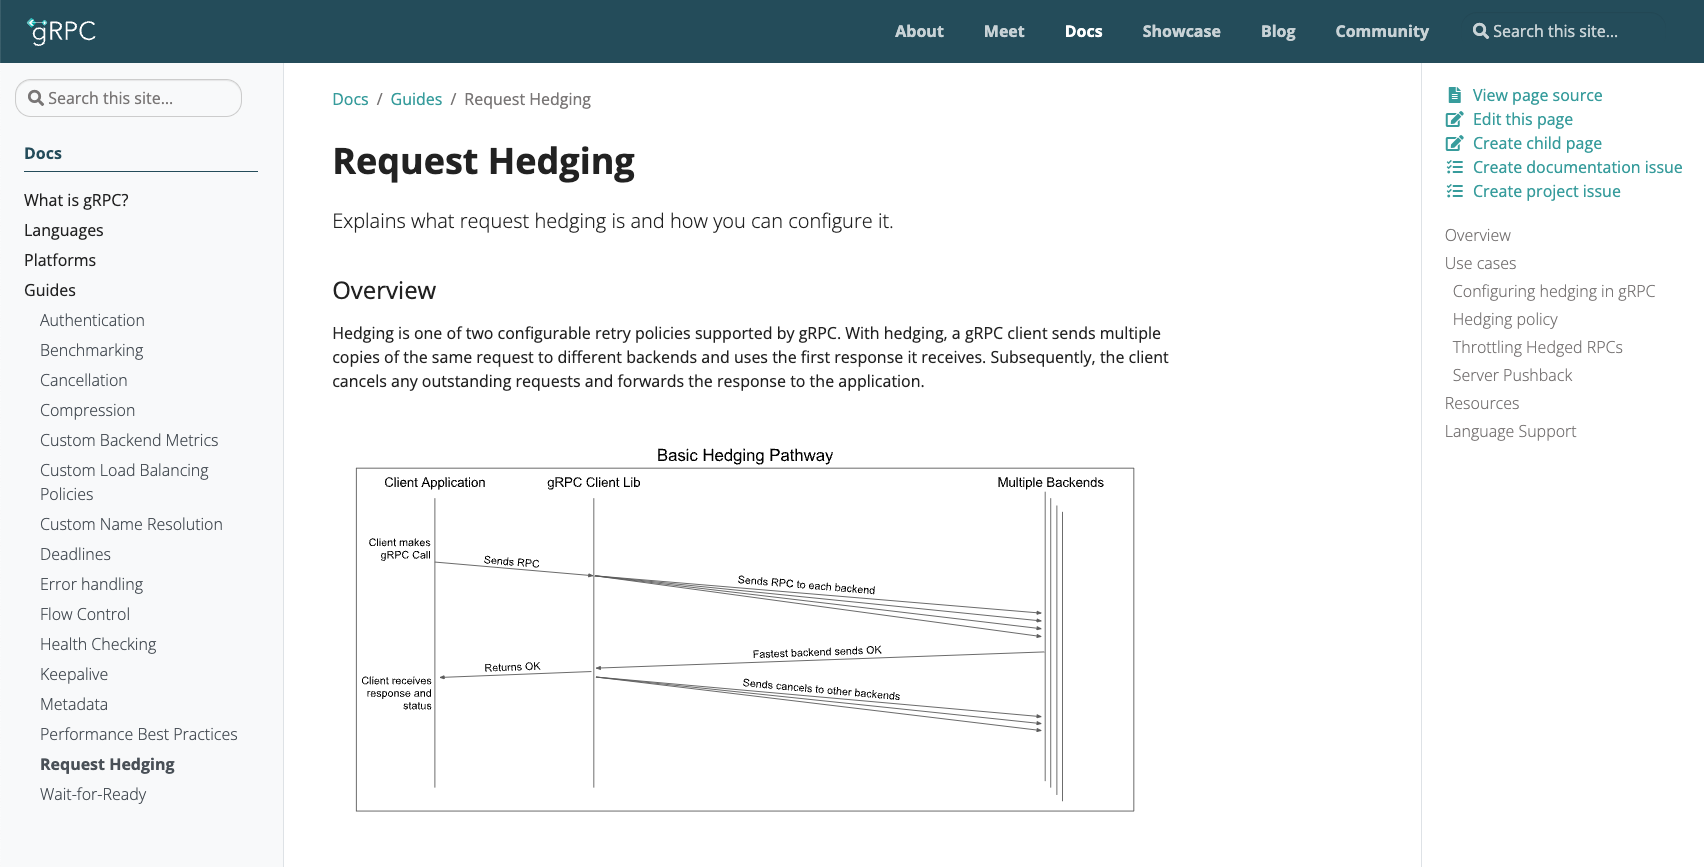 gRPC
About
Meet
Docs
Showcase
Blog
Community
Search this site...
Search this site...
Docs
What is gRPC?
Languages
Platforms
Guides
Authentication
Benchmarking
Cancellation
Compression
Custom Backend Metrics
Custom Load Balancing
Policies
Custom Name Resolution
Deadlines
Error handling
Flow Control
Health Checking
Keepalive
Metadata
Performance Best Practices
Request Hedging
Wait-for-Ready
Docs / Guides / Request Hedging
Request Hedging
Explains what request hedging is and how you can configure it.
Overview
Hedging is one of two configurable retry policies supported by gRPC. With hedging, a gRPC client sends multiple
copies of the same request to different backends and uses the first response it receives. Subsequently, the client
cancels any outstanding requests and forwards the response to the application.
Basic Hedging Pathway
Client Application
gRPC Client Lib
Multiple Backends
Client makes
gRPC Call
Sends RPC
Sends RPC to each backend
Fastest backend sends OK
Returns OK
Client receives
response and
status
Sends cancels to other backends
View page source
Edit this page
Create child page
Create documentation issue
Create project issue
Overview
Use cases
Configuring hedging in gRPC
Hedging policy
Throttling Hedged RPCs
Server Pushback
Resources
Language Support